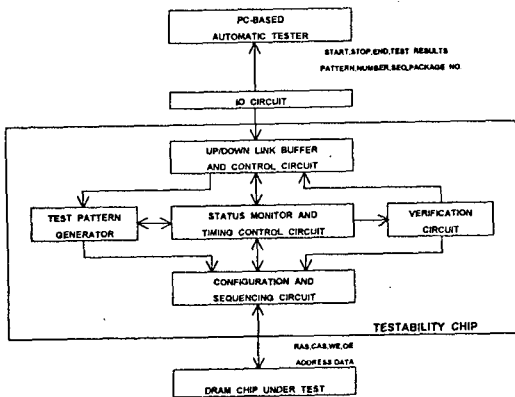 PC-BASED
AUTOMATIC TESTER
START,STOP,END,TEST RESULTS
PATTERN,NUMBER,SEQ,PACKAGE NO.
IO CIRCUIT
UP/DOWN LINK BUFFER
AND CONTROL CIRCUIT
TEST PATTERN
GENERATOR
STATUS MONITOR AND
TIMING CONTROL CIRCUIT
VERIFICATION
CIRCUIT
CONFIGURATION AND
SEQUENCING CIRCUIT
TESTABILITY CHIP
RAS,CAS,WE,OE
ADDRESS DATA
DRAM CHIP UNDER TEST